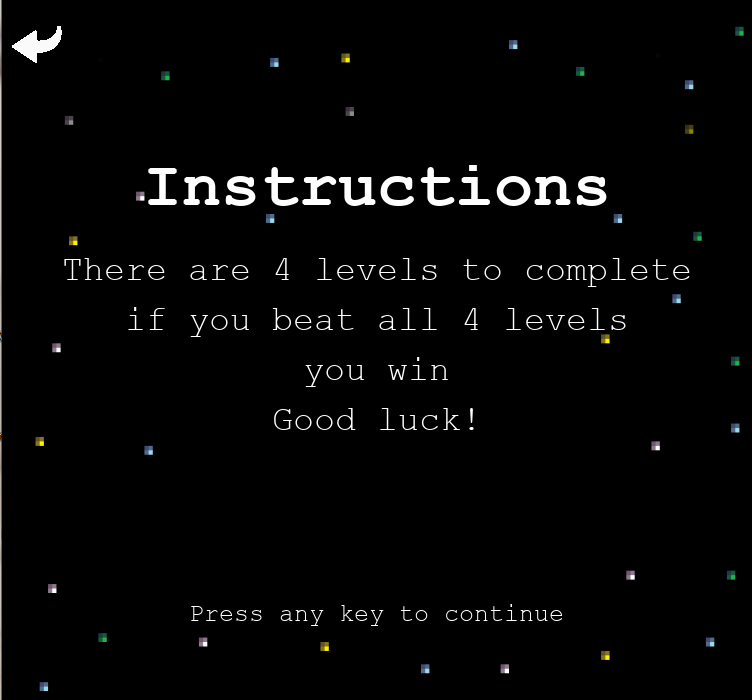 Instructions
There are 4 levels to complete
if you beat all 4 levels
you win
Good luck!
Press any key to continue